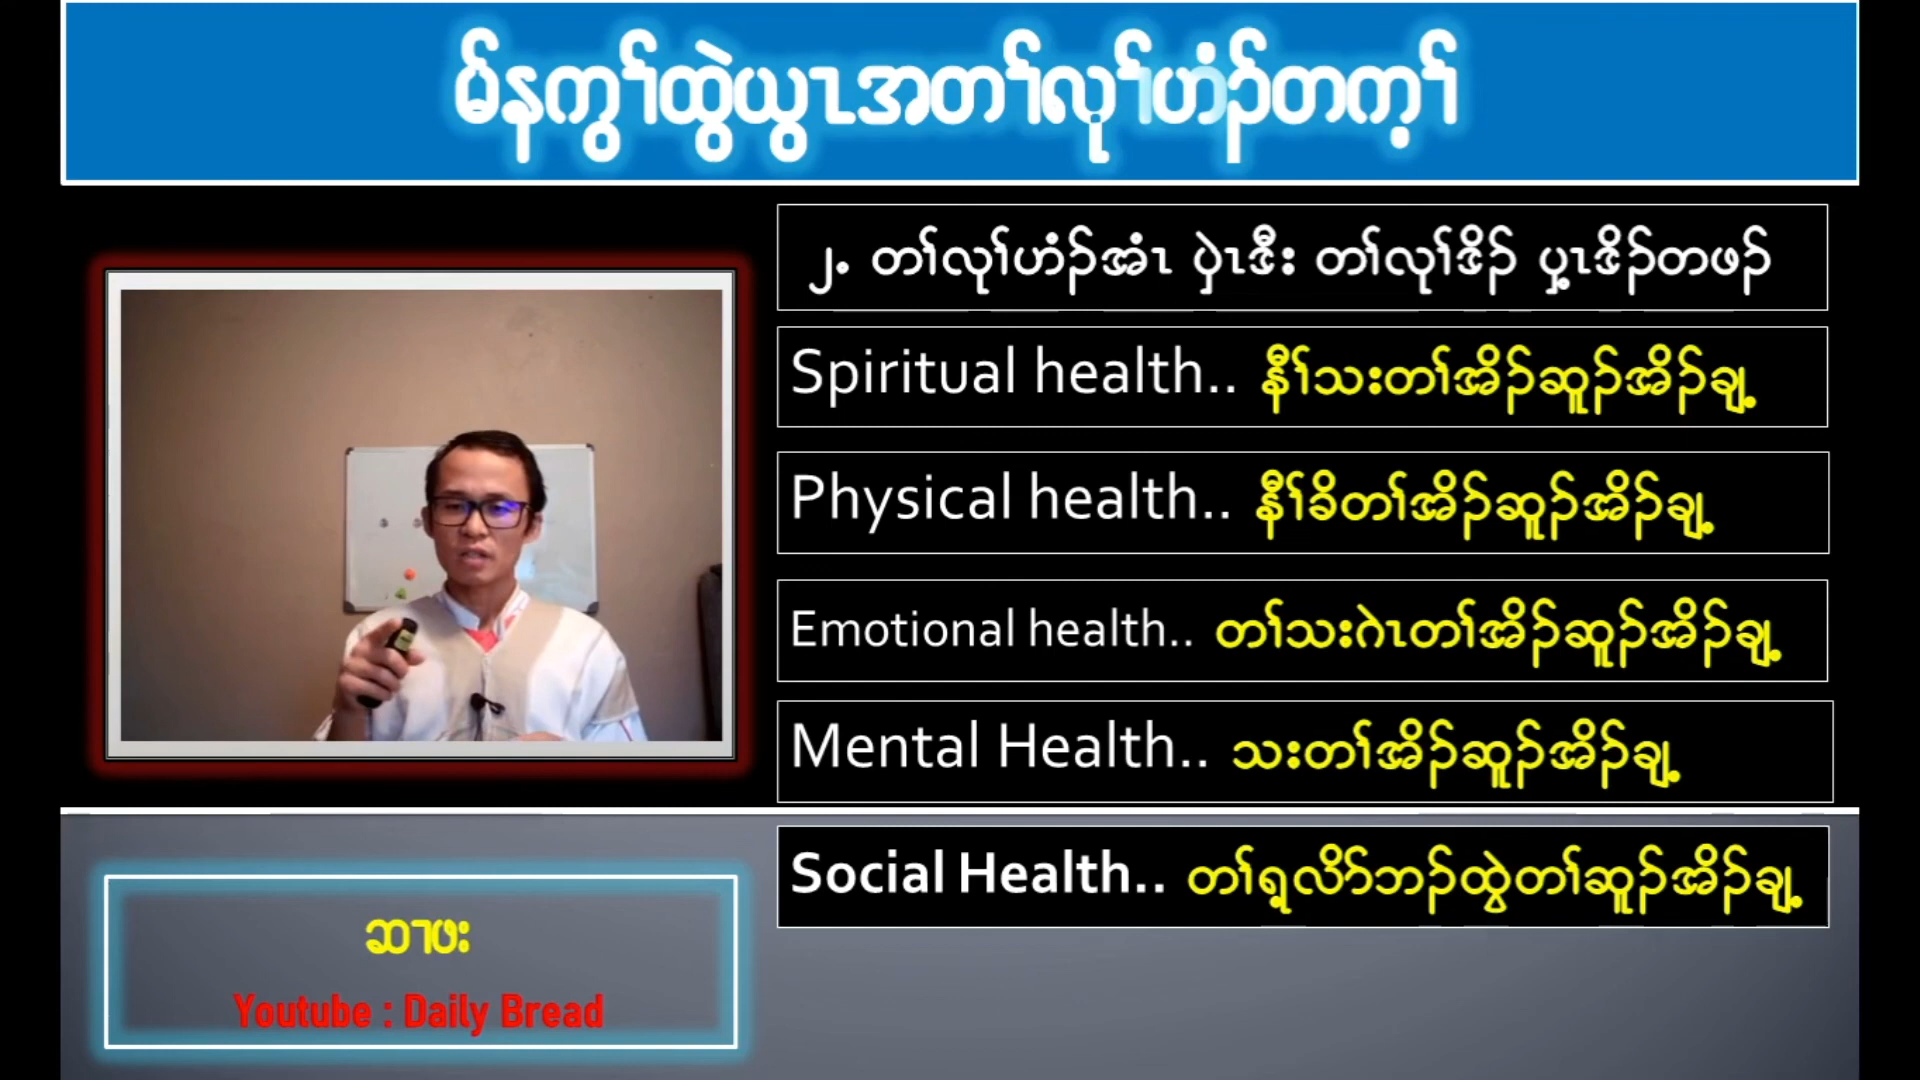 မ်နကွၢ်ထွဲယွၤအတၢ်လုၢ်ဟံၣ်တက့ၢ်
၂. တၢ်လုၢ်ဟံၣ်အံၤ ပှဲၤဒီး တၢ်လုၢ်ဒိၣ် ပှ့ၤဒိၣ်တဖၣ်
Spiritual health.. နီၢ်သးတၢ်အိၣ်ဆူၣ်အိၣ်ချ့
Physical health.. နီၢ်ခိတၢ်အိၣ်ဆူၣ်အိၣ်ချ့
Emotional health.. တၢ်သးဂဲၤတၢ်အိၣ်ဆူၣ်အိၣ်ချ့
Mental Health.. သးတၢ်အိၣ်ဆူၣ်အိၣ်ချ့
Social Health.. တၢ်ရ့လိာ်ဘၣ်ထွဲတၢ်ဆူၣ်အိၣ်ချ့
ဆၢဖး
Youtube : Daily Bread